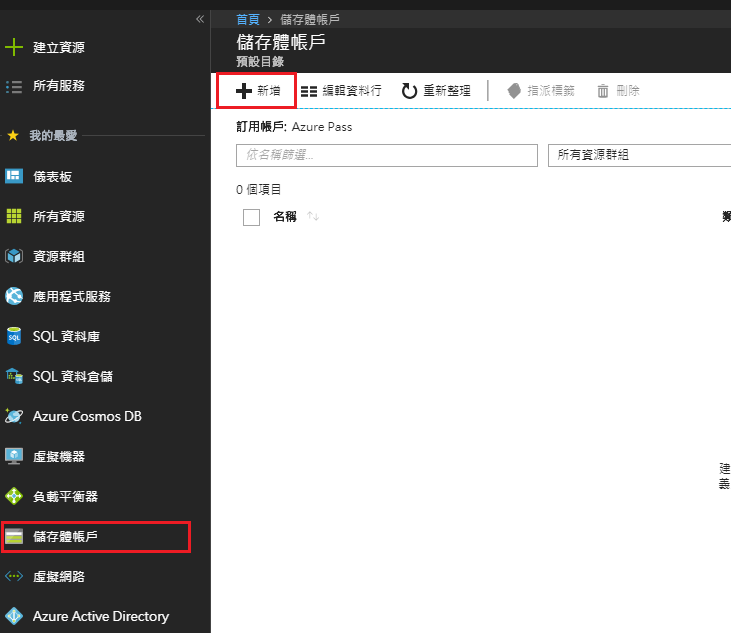 «
建立資源
所有服務
我的最愛
儀表板
所有資源
資源群組
應用程式服務
SQL 資料庫
SQL 資料倉儲
Azure Cosmos DB
虛擬機器
負載平衡器
儲存體帳戶
虛擬網路
Azure Active Directory
首頁 > 儲存體帳戶
儲存體帳戶
預設目錄
新增 編輯資料行 重新整理 指派標籤 刪除
訂用帳戶: Azure Pass
依名稱篩選... 所有資源群組
0 個項目
名稱 ↑↓
建
義